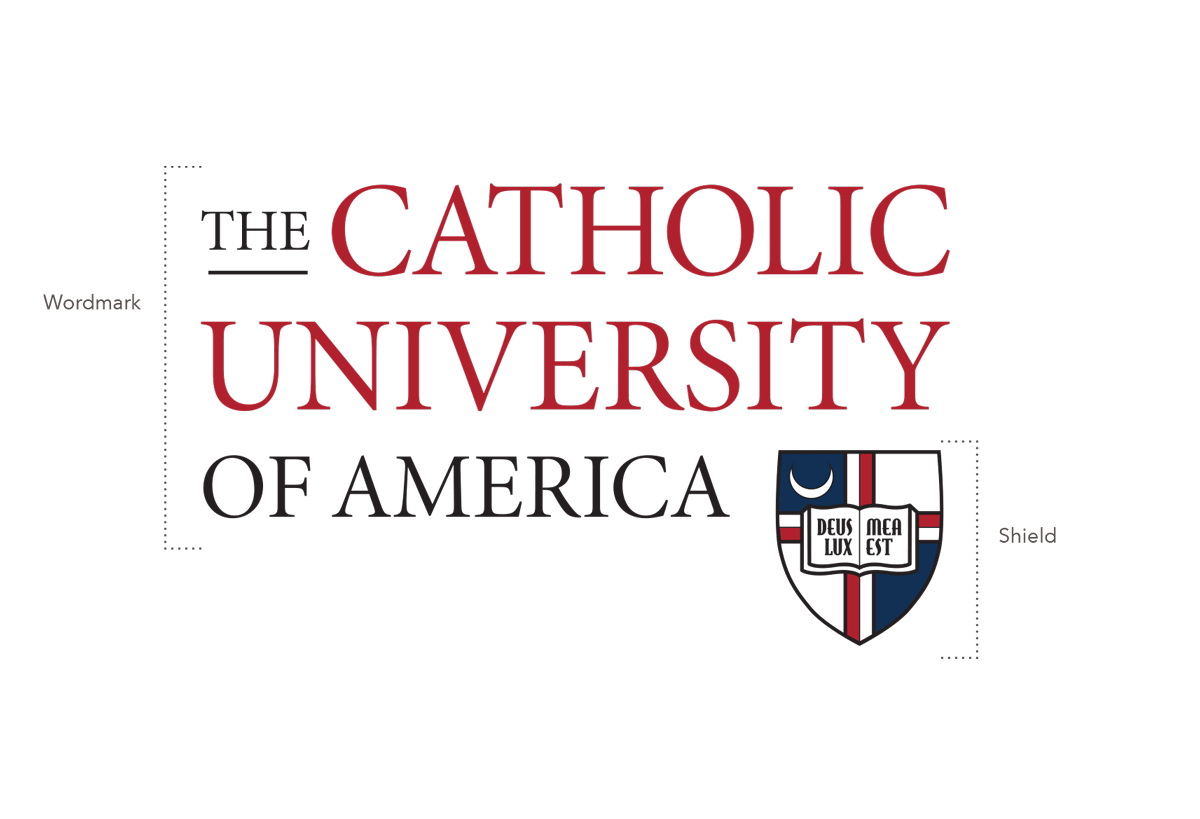 THE CATHOLIC
Wordmark
UNIVERSITY
OF AMERICA
DEUS MEA
LUX EST
Shield